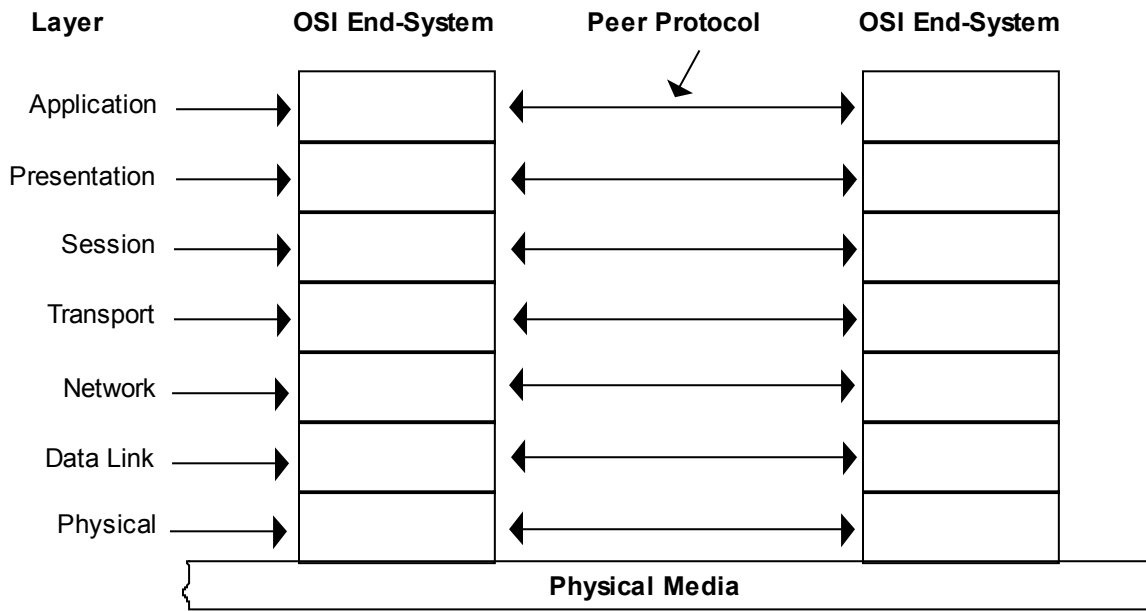 Layer OSI End-System Peer Protocol OSI End-System
Application
Presentation
Session
Transport
Network
Data Link
Physical
Physical Media